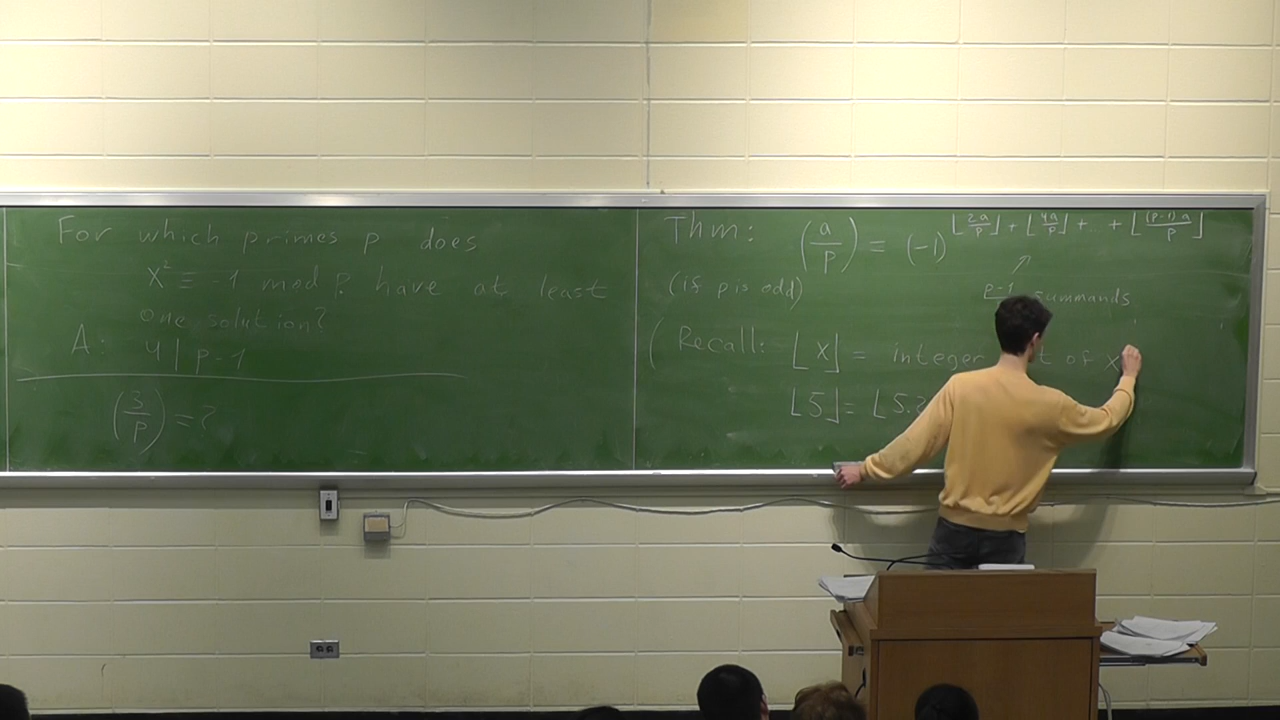 For which primes p does
x² ≡ -1 mod p have at least
one solution?
A: 4 | p-1
(3/p) = ?
Thm: (a/p) = (-1)^{⌊2a/p⌋ + ⌊4a/p⌋ + ... + ⌊(p-1)a/p⌋}
(if p is odd)
p-1 summands
(Recall: ⌊x⌋ = integer of x
⌊5⌋ = ⌊5.2